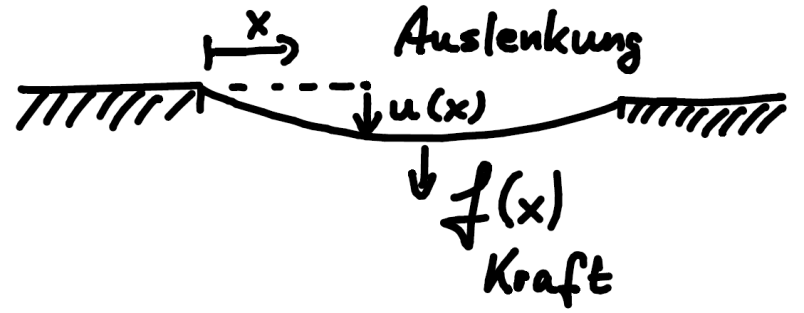 x
Auslenkung
u(x)
f(x)
Kraft